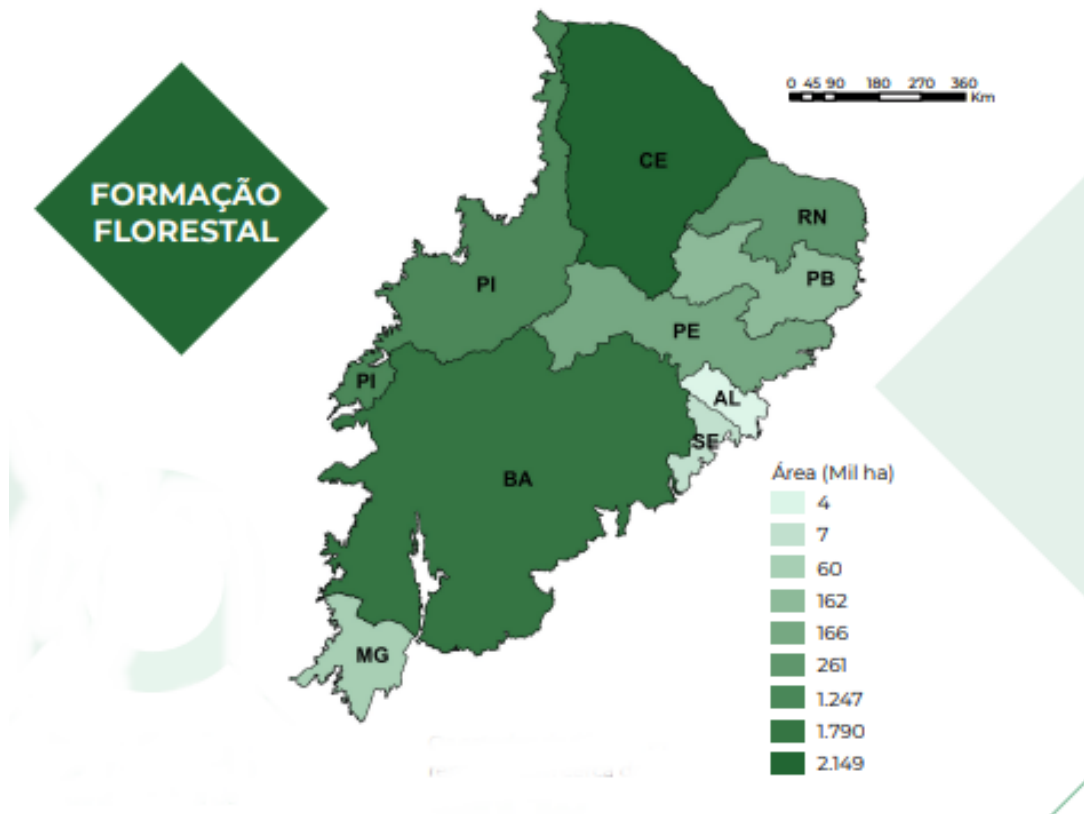 FORMAÇÃO
FLORESTAL
0 45 90 180 270 360
Km
CE
RN
PB
PI
PE
PI
AL
SE
BA
MG
Área (Mil ha)
4
7
60
162
166
261
1.247
1.790
2.149